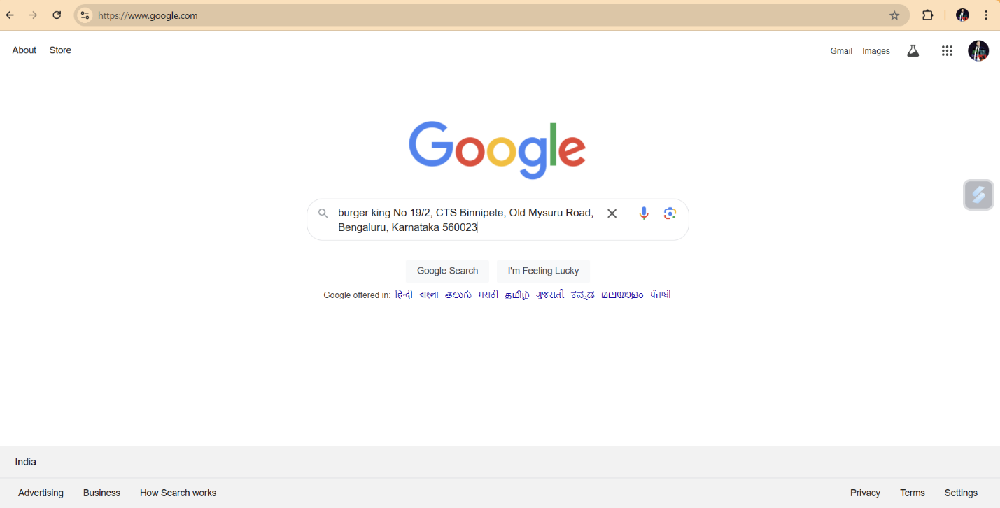 https://www.google.com
About Store
Gmail Images
Google
burger king No 19/2, CTS Binnipete, Old Mysuru Road,
Bengaluru, Karnataka 560023
Google Search I'm Feeling Lucky
Google offered in: हिन्दी বাংলা తెలుగు मराठी தமிழ் ગુજરાતી ಕನ್ನಡ മലയാളം ਪੰਜਾਬੀ
India
Advertising Business How Search works
Privacy Terms Settings